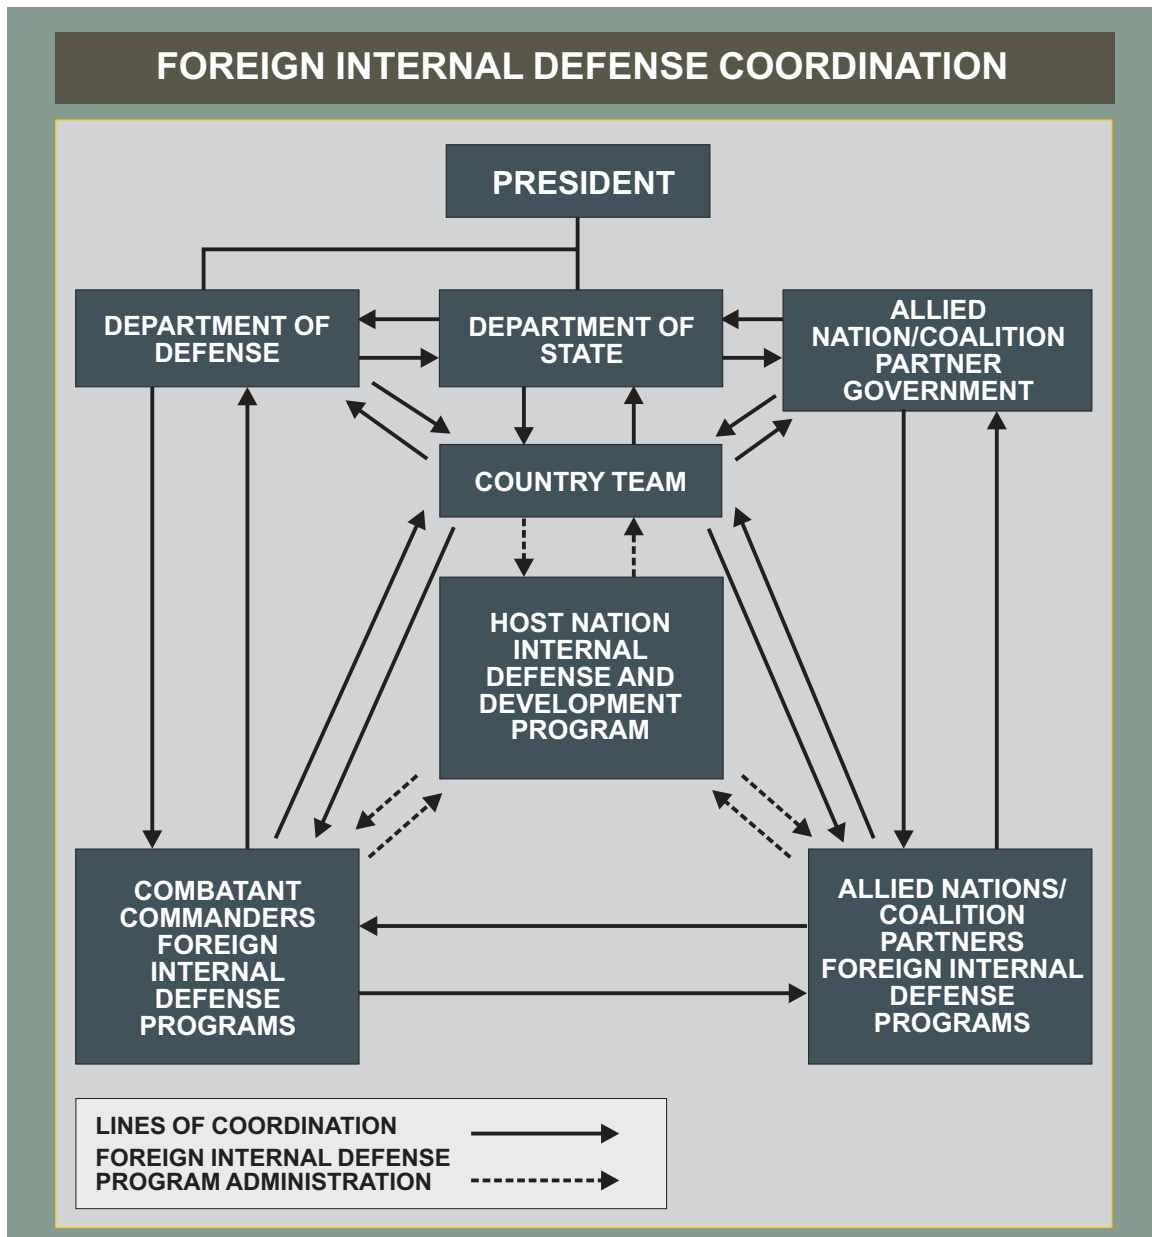 FOREIGN INTERNAL DEFENSE COORDINATION
PRESIDENT
DEPARTMENT OF
DEFENSE
DEPARTMENT OF
STATE
ALLIED
NATION/COALITION
PARTNER
GOVERNMENT
COUNTRY TEAM
HOST NATION
INTERNAL
DEFENSE AND
DEVELOPMENT
PROGRAM
COMBATANT
COMMANDERS
FOREIGN
INTERNAL
DEFENSE
PROGRAMS
ALLIED NATIONS/
COALITION
PARTNERS
FOREIGN INTERNAL
DEFENSE
PROGRAMS
LINES OF COORDINATION
FOREIGN INTERNAL DEFENSE
PROGRAM ADMINISTRATION